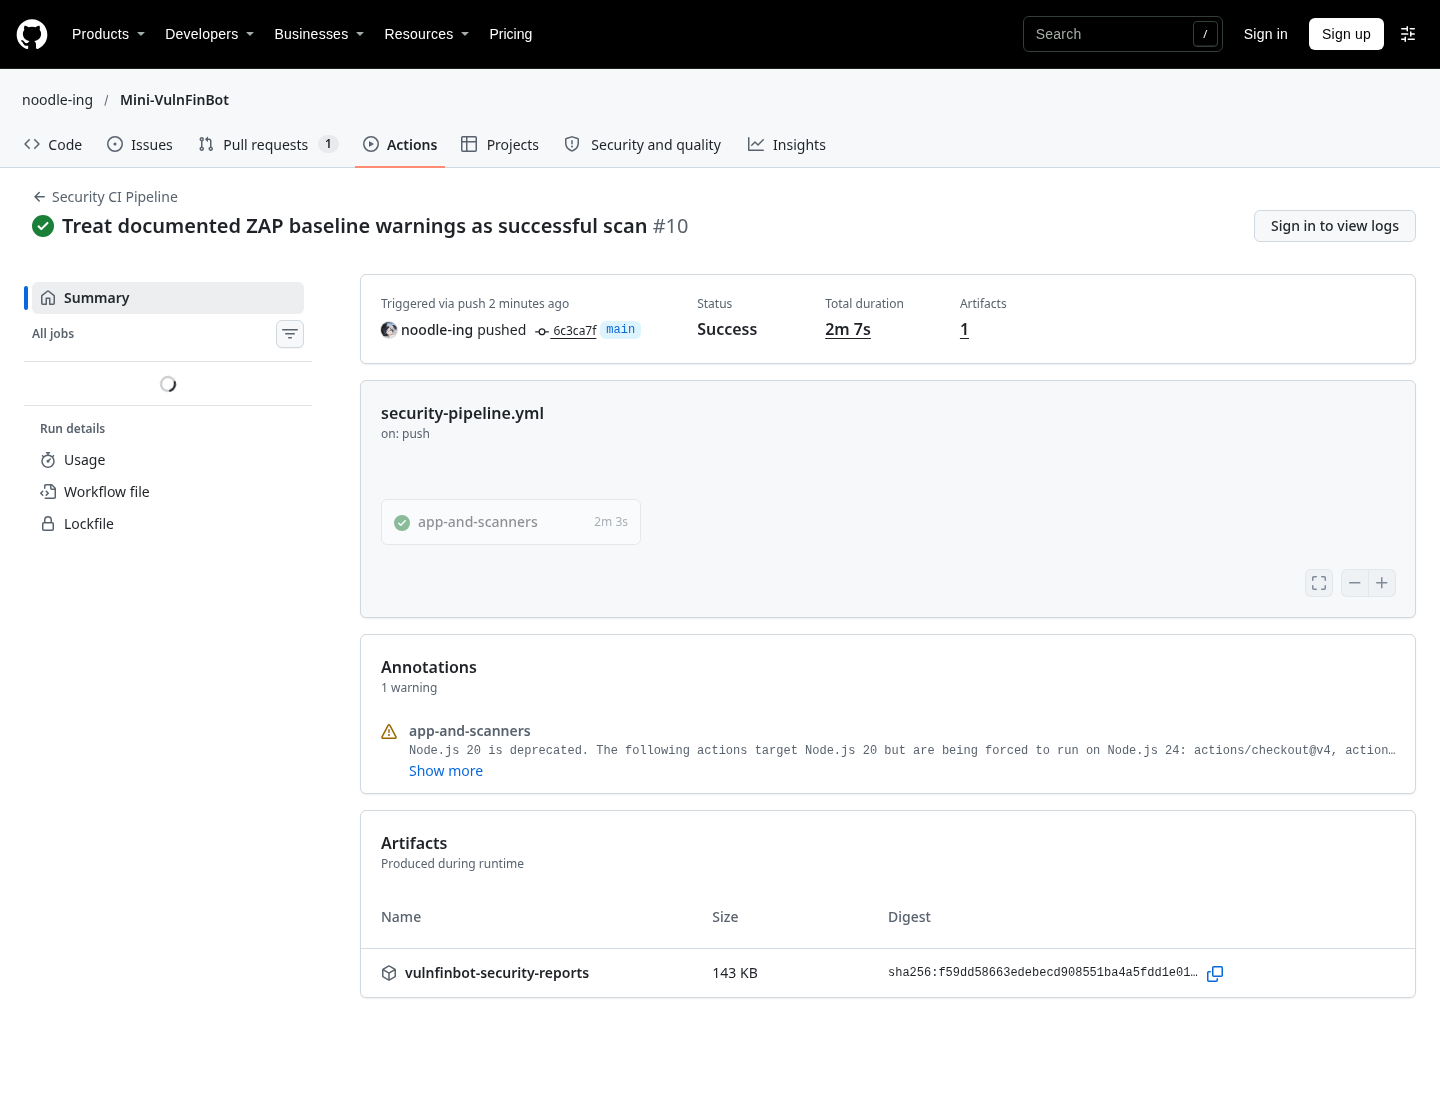 Products Developers Businesses Resources Pricing Search / Sign in Sign up
noodle-ing / Mini-VulnFinBot
Code Issues Pull requests 1 Actions Projects Security and quality Insights
Security CI Pipeline
Treat documented ZAP baseline warnings as successful scan #10
Sign in to view logs
Summary
All jobs
Run details
Usage
Workflow file
Lockfile
Triggered via push 2 minutes ago
noodle-ing pushed 6c3ca7f main
Status
Success
Total duration
2m 7s
Artifacts
1
security-pipeline.yml
on: push
app-and-scanners 2m 3s
Annotations
1 warning
app-and-scanners
Node.js 20 is deprecated. The following actions target Node.js 20 but are being forced to run on Node.js 24: actions/checkout@v4, action…
Show more
Artifacts
Produced during runtime
Name Size Digest
vulnfinbot-security-reports 143 KB sha256:f59dd58663edebecd908551ba4a5fdd1e01…